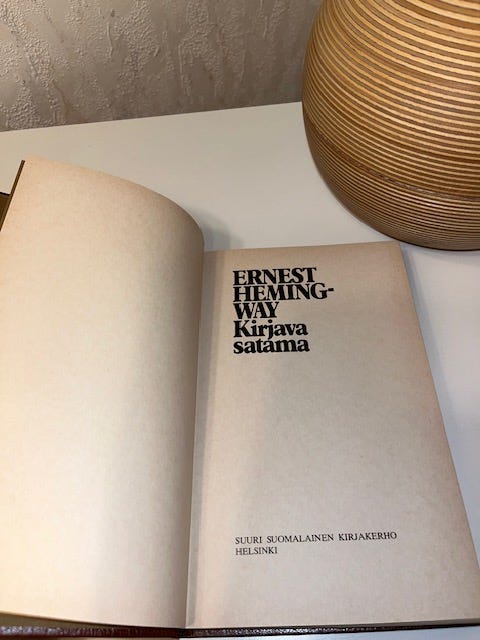 ERNEST
HEMING-
WAY
Kirjava
satama
SUURI SUOMALAINEN KIRJAKERHO
HELSINKI